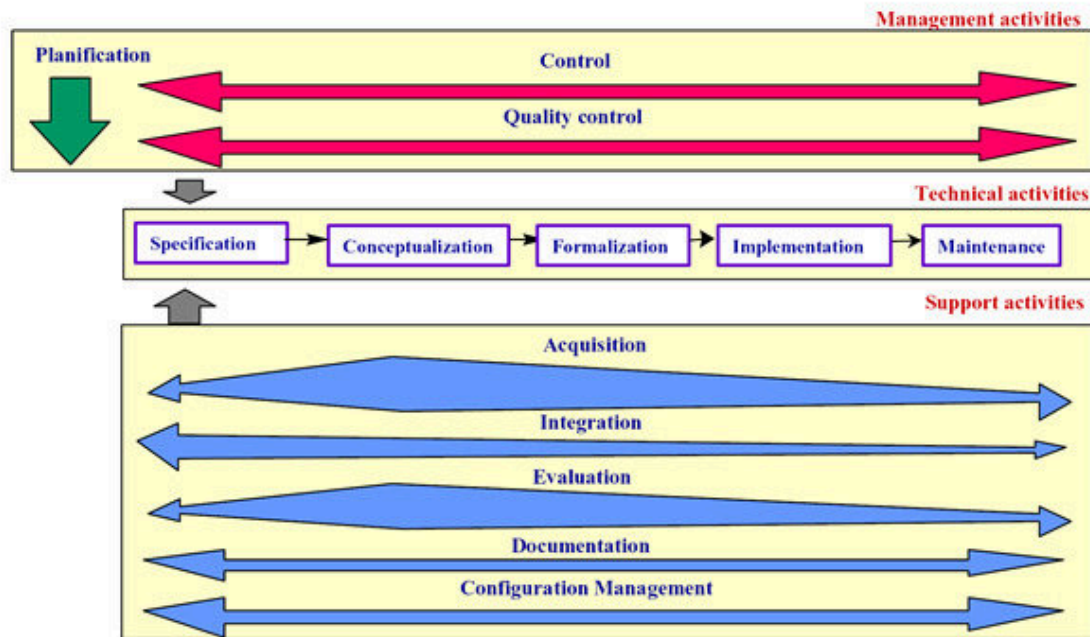 Management activities
Planification
Control
Quality control
Technical activities
Specification
Conceptualization
Formalization
Implementation
Maintenance
Support activities
Acquisition
Integration
Evaluation
Documentation
Configuration Management